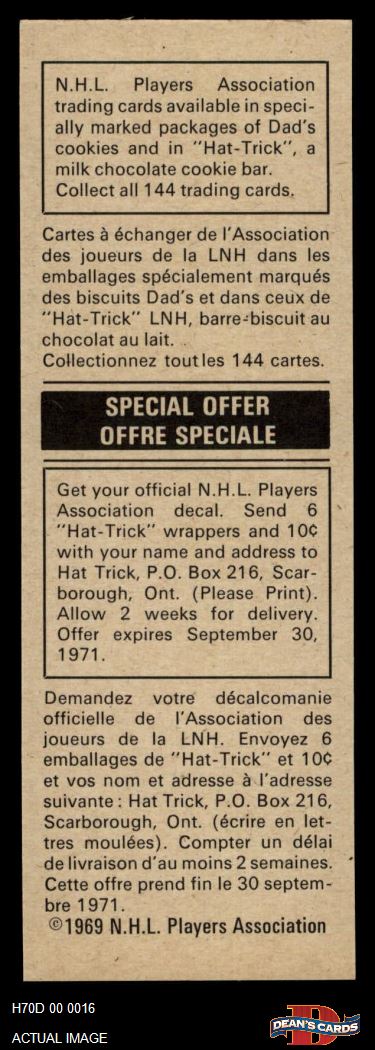 N.H.L. Players Association
trading cards available in speci-
ally marked packages of Dad's
cookies and in "Hat-Trick", a
milk chocolate cookie bar.
Collect all 144 trading cards.
Cartes à échanger de l'Association
des joueurs de la LNH dans les
emballages spécialement marqués
des biscuits Dad's et dans ceux de
"Hat-Trick" LNH, barre-biscuit au
chocolat au lait.
Collectionnez toutles 144 cartes.
SPECIAL OFFER
OFFRE SPECIALE
Get your official N.H.L. Players
Association decal. Send 6
"Hat-Trick" wrappers and 10¢
with your name and address to
Hat Trick, P.O. Box 216, Scar-
borough, Ont. (Please Print).
Allow 2 weeks for delivery.
Offer expires September 30,
1971.
Demandez votre décalcomanie
officielle de l'Association des
joueurs de la LNH. Envoyez 6
emballages de "Hat-Trick" et 10¢
et vos nom et adresse à l'adresse
suivante : Hat Trick, P.O. Box 216,
Scarborough, Ont. (écrire en let-
tres moulées). Compter un délai
de livraison d'au moins 2 semaines.
Cette offre prend fin le 30 septem-
bre 1971.
©1969 N.H.L. Players Association
H70D 00 0016
ACTUAL IMAGE
D
DEAN'S CARDS